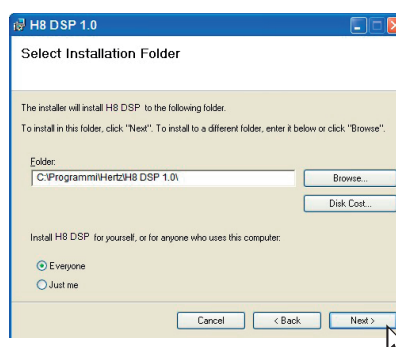 H8 DSP 1.0
Select Installation Folder
The installer will install H8 DSP to the following folder.
To install in this folder, click "Next". To install to a different folder, enter it below or click "Browse".
Folder:
C:\Programmi\Hertz\H8 DSP 1.0\
Browse...
Disk Cost...
Install H8 DSP for yourself, or for anyone who uses this computer:
Everyone
Just me
Cancel
< Back
Next >